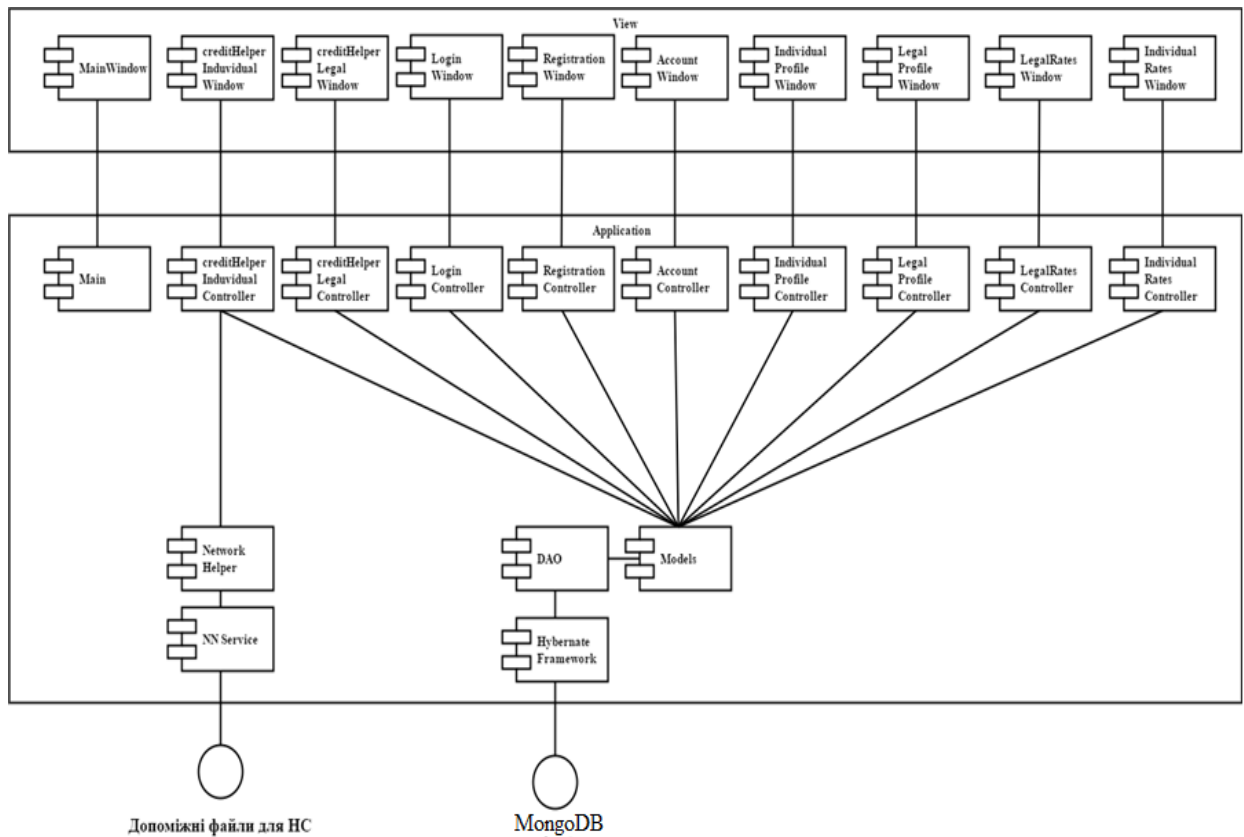 View
MainWindow
creditHelper
Induvidual
Window
creditHelper
Legal
Window
Login
Window
Registration
Window
Account
Window
Individual
Profile
Window
Legal
Profile
Window
LegalRates
Window
Individual
Rates
Window
Application
Main
creditHelper
Induvidual
Controller
creditHelper
Legal
Controller
Login
Controller
Registration
Controller
Account
Controller
Individual
Profile
Controller
Legal
Profile
Controller
LegalRates
Controller
Individual
Rates
Controller
Network
Helper
DAO
Models
NN Service
Hybernate
Framework
Допоміжні файли для НС
MongoDB